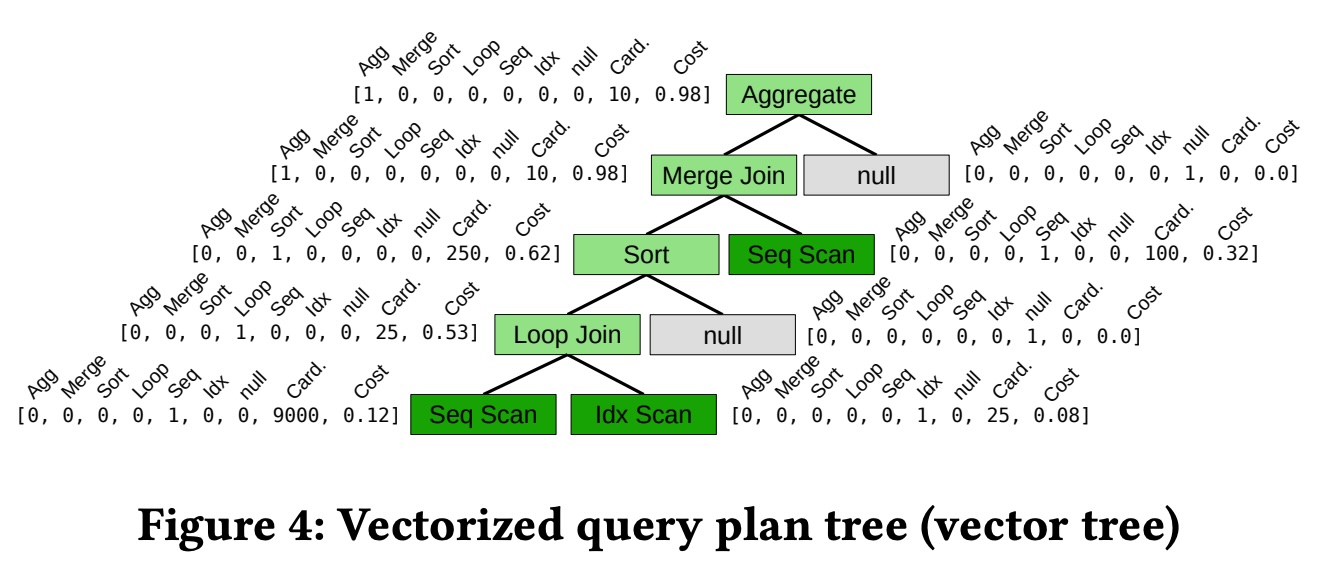 Agg Merge Sort Loop Seq Idx null Card. Cost
[1, 0, 0, 0, 0, 0, 0, 10, 0.98]
Aggregate
Agg Merge Sort Loop Seq Idx null Card. Cost
[1, 0, 0, 0, 0, 0, 0, 10, 0.98]
Merge Join
null
Agg Merge Sort Loop Seq Idx null Card. Cost
[0, 0, 0, 0, 0, 0, 1, 0, 0.0]
Agg Merge Sort Loop Seq Idx null Card. Cost
[0, 0, 1, 0, 0, 0, 0, 250, 0.62]
Sort
Seq Scan
Agg Merge Sort Loop Seq Idx null Card. Cost
[0, 0, 0, 0, 1, 0, 0, 100, 0.32]
Agg Merge Sort Loop Seq Idx null Card. Cost
[0, 0, 0, 1, 0, 0, 0, 25, 0.53]
Loop Join
null
Agg Merge Sort Loop Seq Idx null Card. Cost
[0, 0, 0, 0, 0, 0, 1, 0, 0.0]
Agg Merge Sort Loop Seq Idx null Card. Cost
[0, 0, 0, 0, 1, 0, 0, 9000, 0.12]
Seq Scan
Idx Scan
Agg Merge Sort Loop Seq Idx null Card. Cost
[0, 0, 0, 0, 0, 1, 0, 25, 0.08]
Figure 4: Vectorized query plan tree (vector tree)